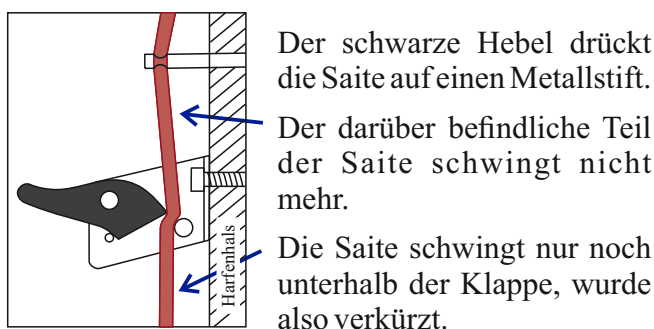 Der schwarze Hebel drückt
die Saite auf einen Metallstift.
Der darüber befindliche Teil
der Saite schwingt nicht
mehr.
Die Saite schwingt nur noch
unterhalb der Klappe, wurde
also verkürzt.
Harfenhals